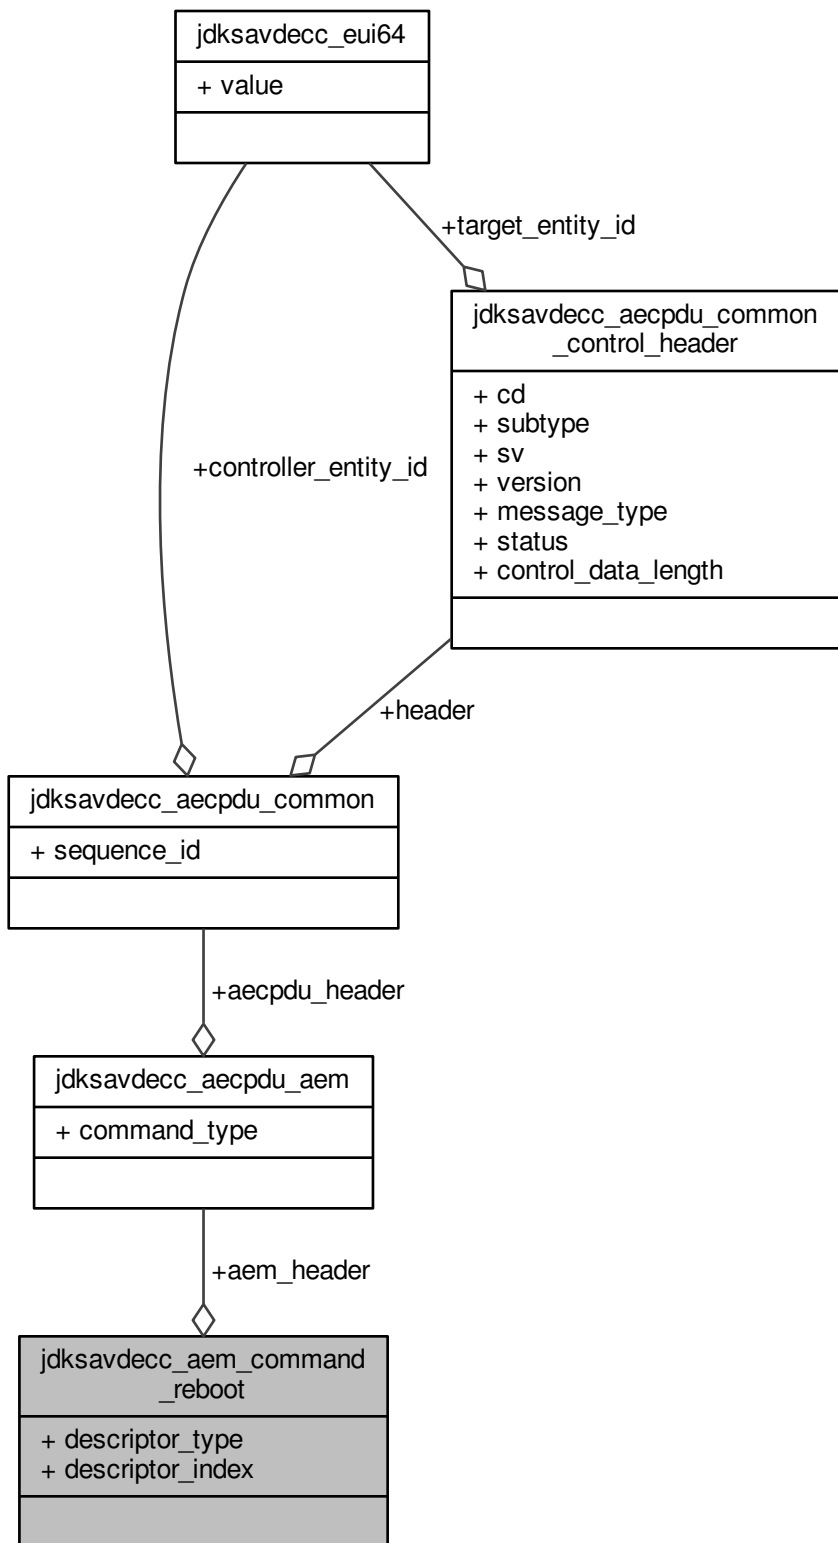 jdksavdecc_eui64
+ value
+target_entity_id
jdksavdecc_aecpdu_common
_control_header
+ cd
+ subtype
+ sv
+ version
+ message_type
+ status
+ control_data_length
+controller_entity_id
+header
jdksavdecc_aecpdu_common
+ sequence_id
+aecpdu_header
jdksavdecc_aecpdu_aem
+ command_type
+aem_header
jdksavdecc_aem_command
_reboot
+ descriptor_type
+ descriptor_index